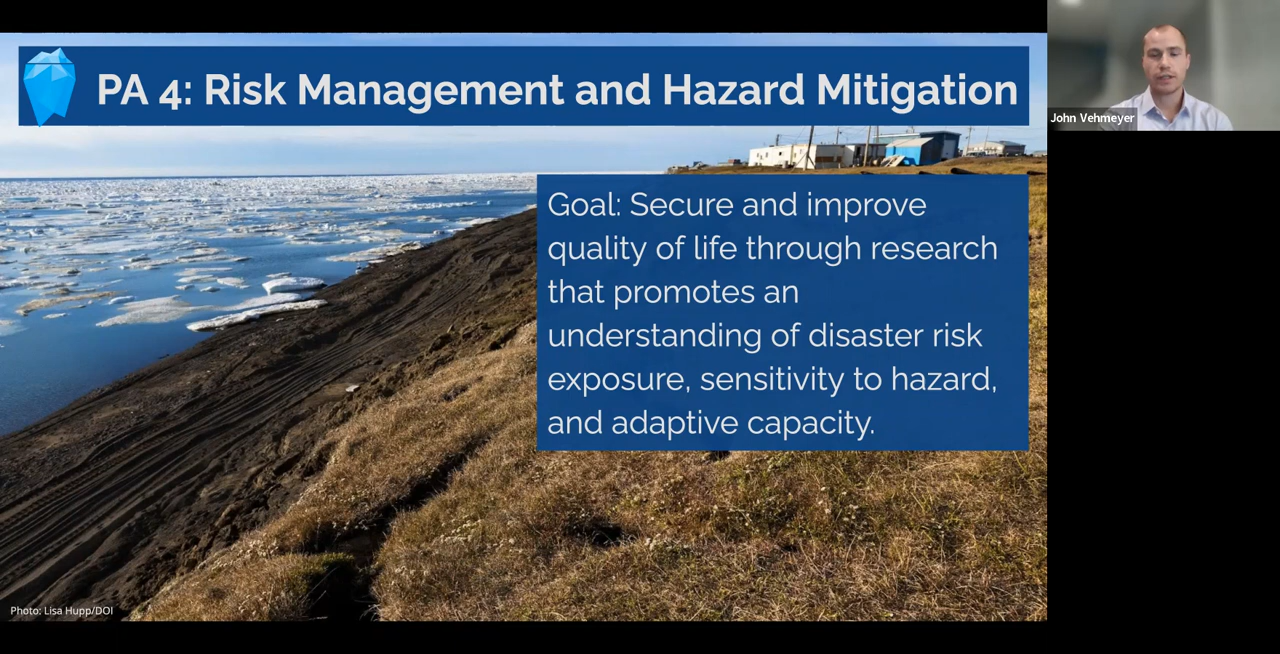 PA 4: Risk Management and Hazard Mitigation
John Vehmeyer
Goal: Secure and improve
quality of life through research
that promotes an
understanding of disaster risk
exposure, sensitivity to hazard,
and adaptive capacity.
Photo: Lisa Hupp/DOI